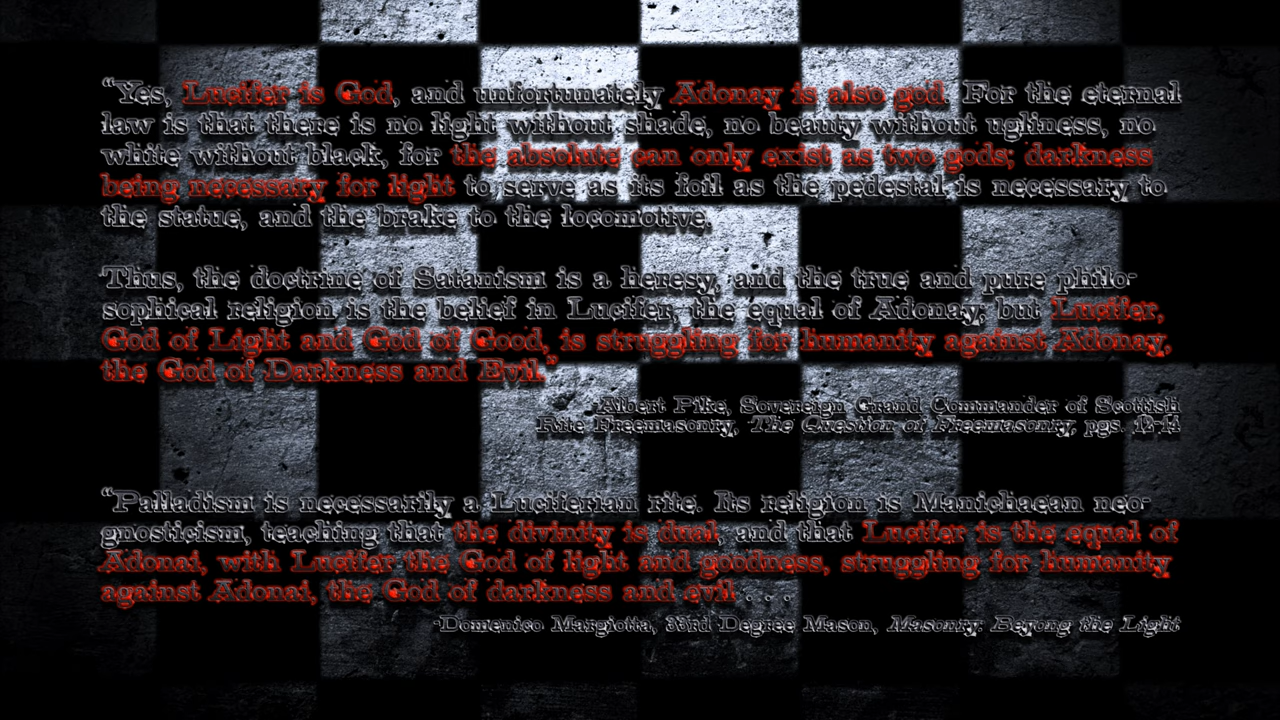 “Yes, Lucifer is God, and unfortunately Adonay is also god. For the eternal
law is that there is no light without shade, no beauty without ugliness, no
white without black, for the absolute can only exist as two gods; darkness
being necessary for light to serve as its foil as the pedestal is necessary to
the statue, and the brake to the locomotive.
Thus, the doctrine of Satanism is a heresy, and the true and pure philo-
sophical religion is the belief in Lucifer, the equal of Adonay, but Lucifer,
God of Light and God of Good, is struggling for humanity against Adonay,
the God of Darkness and Evil.”
Albert Pike, Sovereign Grand Commander of Scottish
Rite Freemasonry, The Question of Freemasonry, pgs. 12-14
“Palladism is necessarily a Luciferian rite. Its religion is Manichaean neo-
gnosticism, teaching that the divinity is dual, and that Lucifer is the equal of
Adonai, with Lucifer the God of light and goodness, struggling for humanity
against Adonai, the God of darkness and evil . . .
-Domenico Margiotta, 33rd Degree Mason, Masonry: Beyong the Light